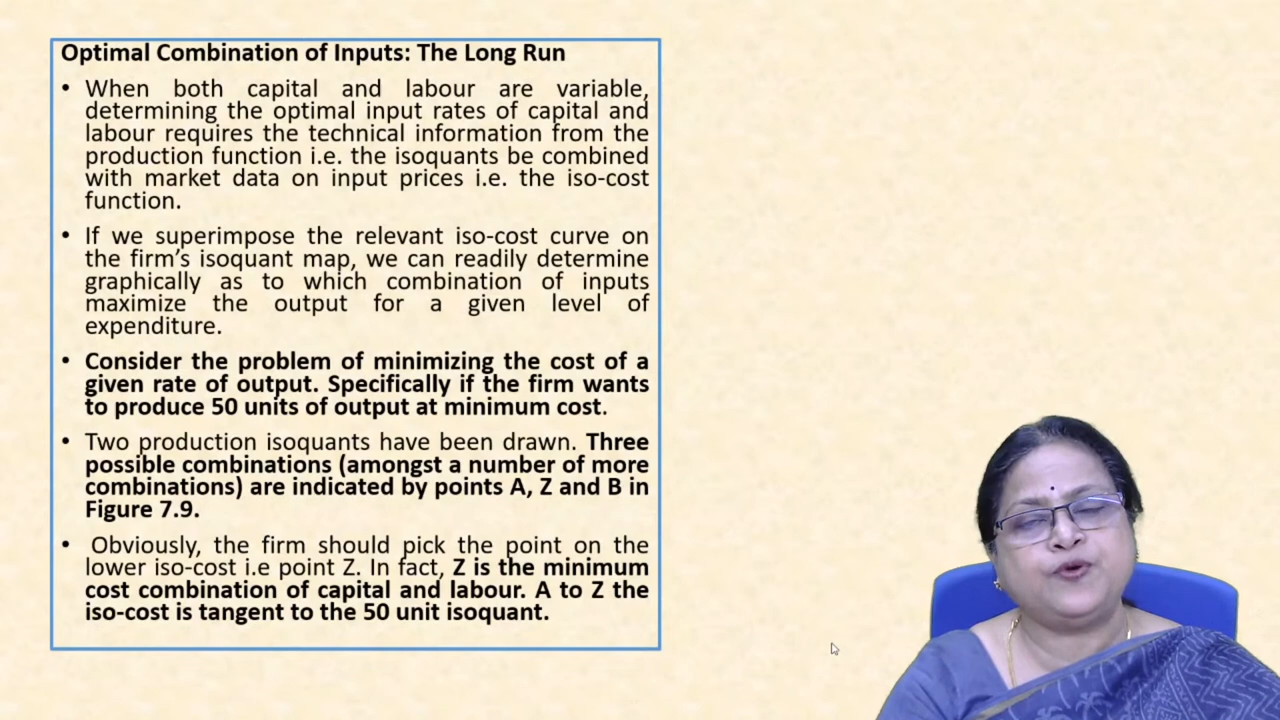 Optimal Combination of Inputs: The Long Run
• When both capital and labour are variable,
determining the optimal input rates of capital and
labour requires the technical information from the
production function i.e. the isoquants be combined
with market data on input prices i.e. the iso-cost
function.
• If we superimpose the relevant iso-cost curve on
the firm's isoquant map, we can readily determine
graphically as to which combination of inputs
maximize the output for a given level of
expenditure.
• Consider the problem of minimizing the cost of a
given rate of output. Specifically if the firm wants
to produce 50 units of output at minimum cost.
• Two production isoquants have been drawn. Three
possible combinations (amongst a number of more
combinations) are indicated by points A, Z and B in
Figure 7.9.
• Obviously, the firm should pick the point on the
lower iso-cost i.e point Z. In fact, Z is the minimum
cost combination of capital and labour. A to Z the
iso-cost is tangent to the 50 unit isoquant.